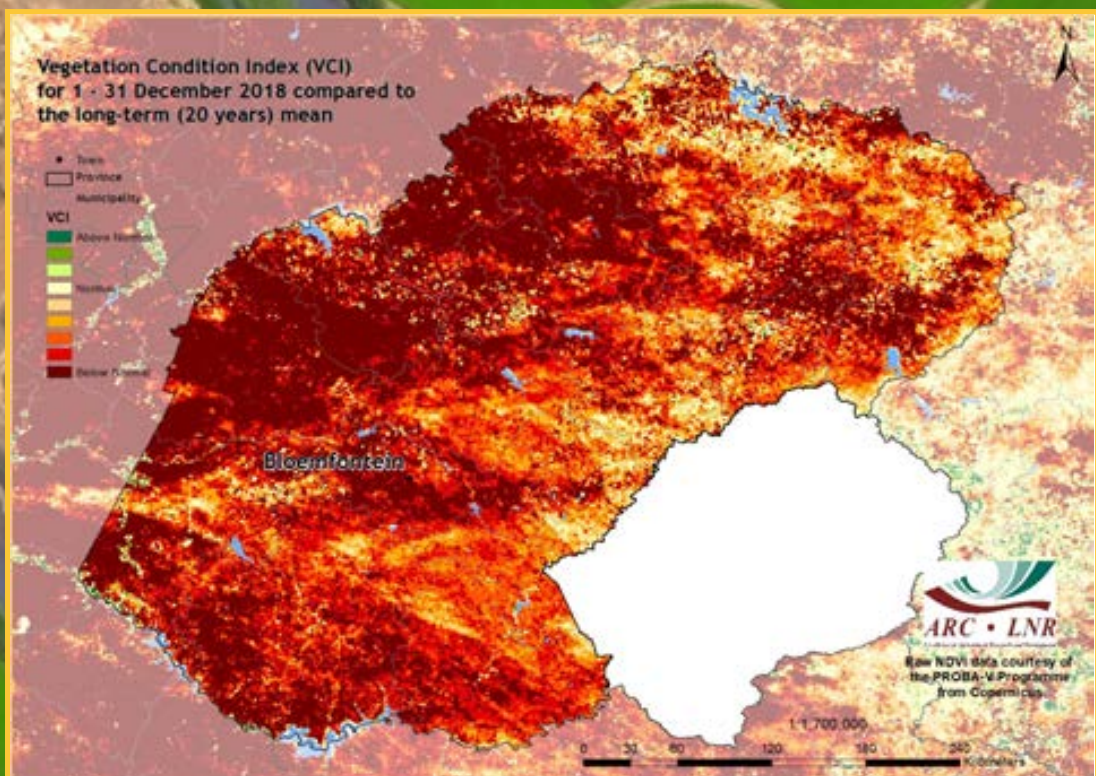 Vegetation Condition Index (VCI)
for 1 - 31 December 2018 compared to
the long-term (20 years) mean
N
Town
Province
Municipality
VCI
Above Normal
Normal
Below Normal
Bloemfontein
ARC • LNR
Raw NDVI data courtesy of
the PROBA-V Programme
from Copernicus
1:1 700 000
0 30 60 120 180 240
Kilometers